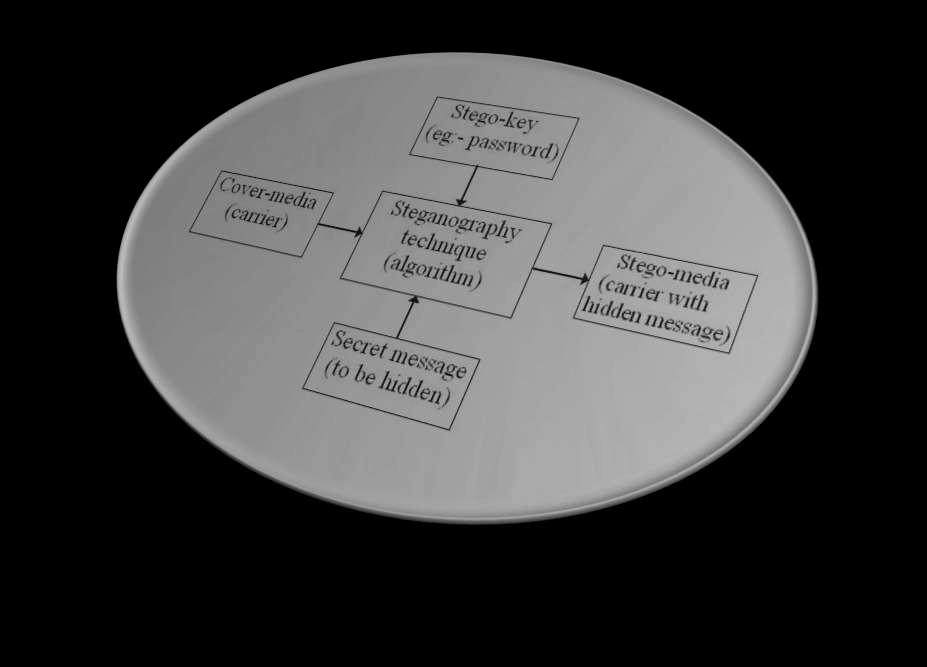 Stego-key
(eg:- password)
Cover-media
(carrier)
Steganography
technique
(algorithm)
Stego-media
(carrier with
hidden message)
Secret message
(to be hidden)